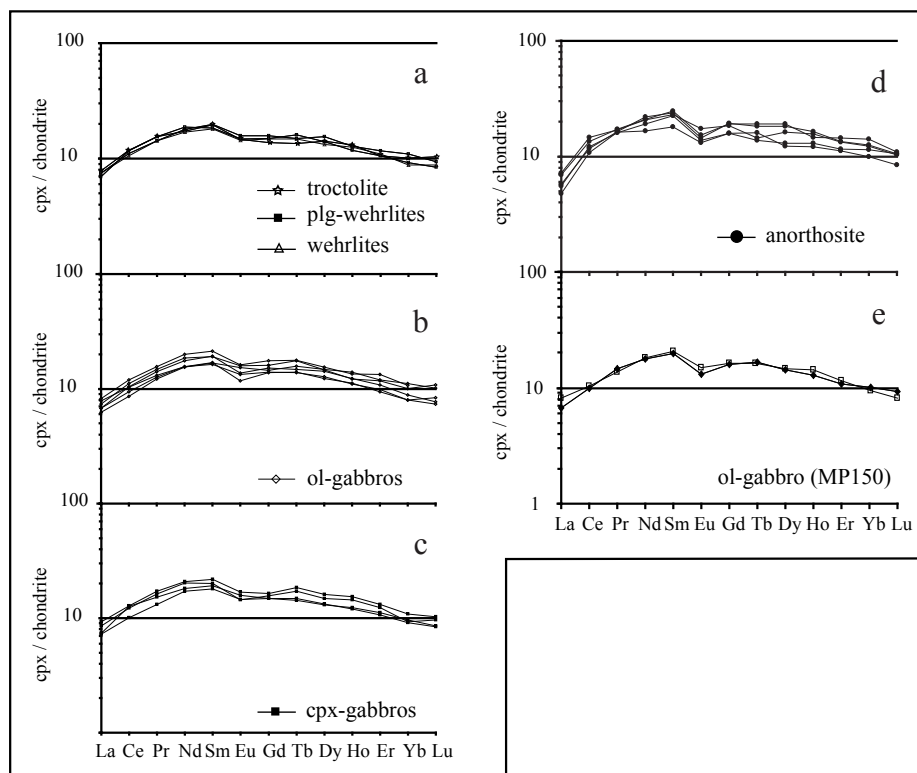 100
a
cpx / chondrite
10
troctolite
plg-wehrlites
wehrlites
100
b
cpx / chondrite
10
ol-gabbros
100
c
cpx / chondrite
10
cpx-gabbros
La Ce Pr Nd Sm Eu Gd Tb Dy Ho Er Yb Lu
100
d
cpx / chondrite
10
anorthosite
100
e
cpx / chondrite
10
ol-gabbro (MP150)
1
La Ce Pr Nd Sm Eu Gd Tb Dy Ho Er Yb Lu